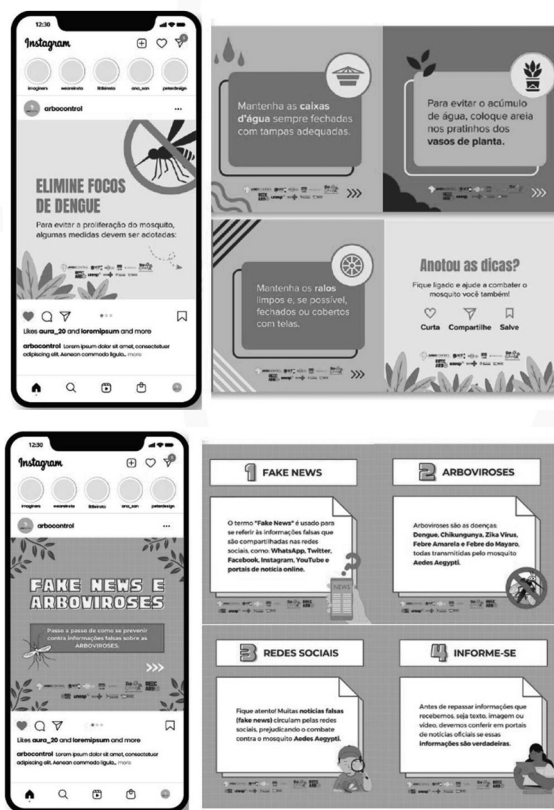 12:30
Instagram
imaginers wearainsta littleinsta ana_san peterdesign
arbocontrol
ELIMINE FOCOS
DE DENGUE
Para evitar a proliferação do mosquito,
algumas medidas devem ser adotadas:
Likes aura_20 and loremipsum and more
arbocontrol Lorem ipsum dolor sit amet, consectetuer
adipiscing elit. Aenean commodo ligula... more
Mantenha as caixas
d'água sempre fechadas
com tampas adequadas.
Para evitar o acúmulo
de água, coloque areia
nos pratinhos dos
vasos de planta.
Mantenha os ralos
limpos e, se possível,
fechados ou cobertos
com telas.
Anotou as dicas?
Fique ligado e ajude a combater o
mosquito você também!
Curta Compartilhe Salve
12:30
Instagram
ana_san peterdesign
arbocontrol
FAKE NEWS E
ARBOVIROSES
Passo a passo de como se prevenir
contra informações falsas sobre as
ARBOVIROSES.
Likes aura_20 and loremipsum and more
arbocontrol Lorem ipsum dolor sit amet, consectetuer
adipiscing elit. Aenean commodo ligula... more
1 FAKE NEWS
O termo "Fake News" é usado para
se referir às informações falsas que
são compartilhadas nas redes
sociais, como: WhatsApp, Twitter,
Facebook, Instagram, YouTube e
portais de notícia online.
NEWS
2 ARBOVIROSES
Arboviroses são as doenças:
Dengue, Chikungunya, Zika Vírus,
Febre Amarela e Febre do Mayaro,
todas transmitidas pelo mosquito
Aedes Aegypti.
3 REDES SOCIAIS
Fique atento! Muitas notícias falsas
(fake news) circulam pelas redes
sociais, prejudicando o combate
contra o mosquito Aedes Aegypti.
4 INFORME-SE
Antes de repassar informações que
recebemos, seja texto, imagem ou
vídeo, devemos conferir em portais
de notícias oficiais se essas
informações são verdadeiras.